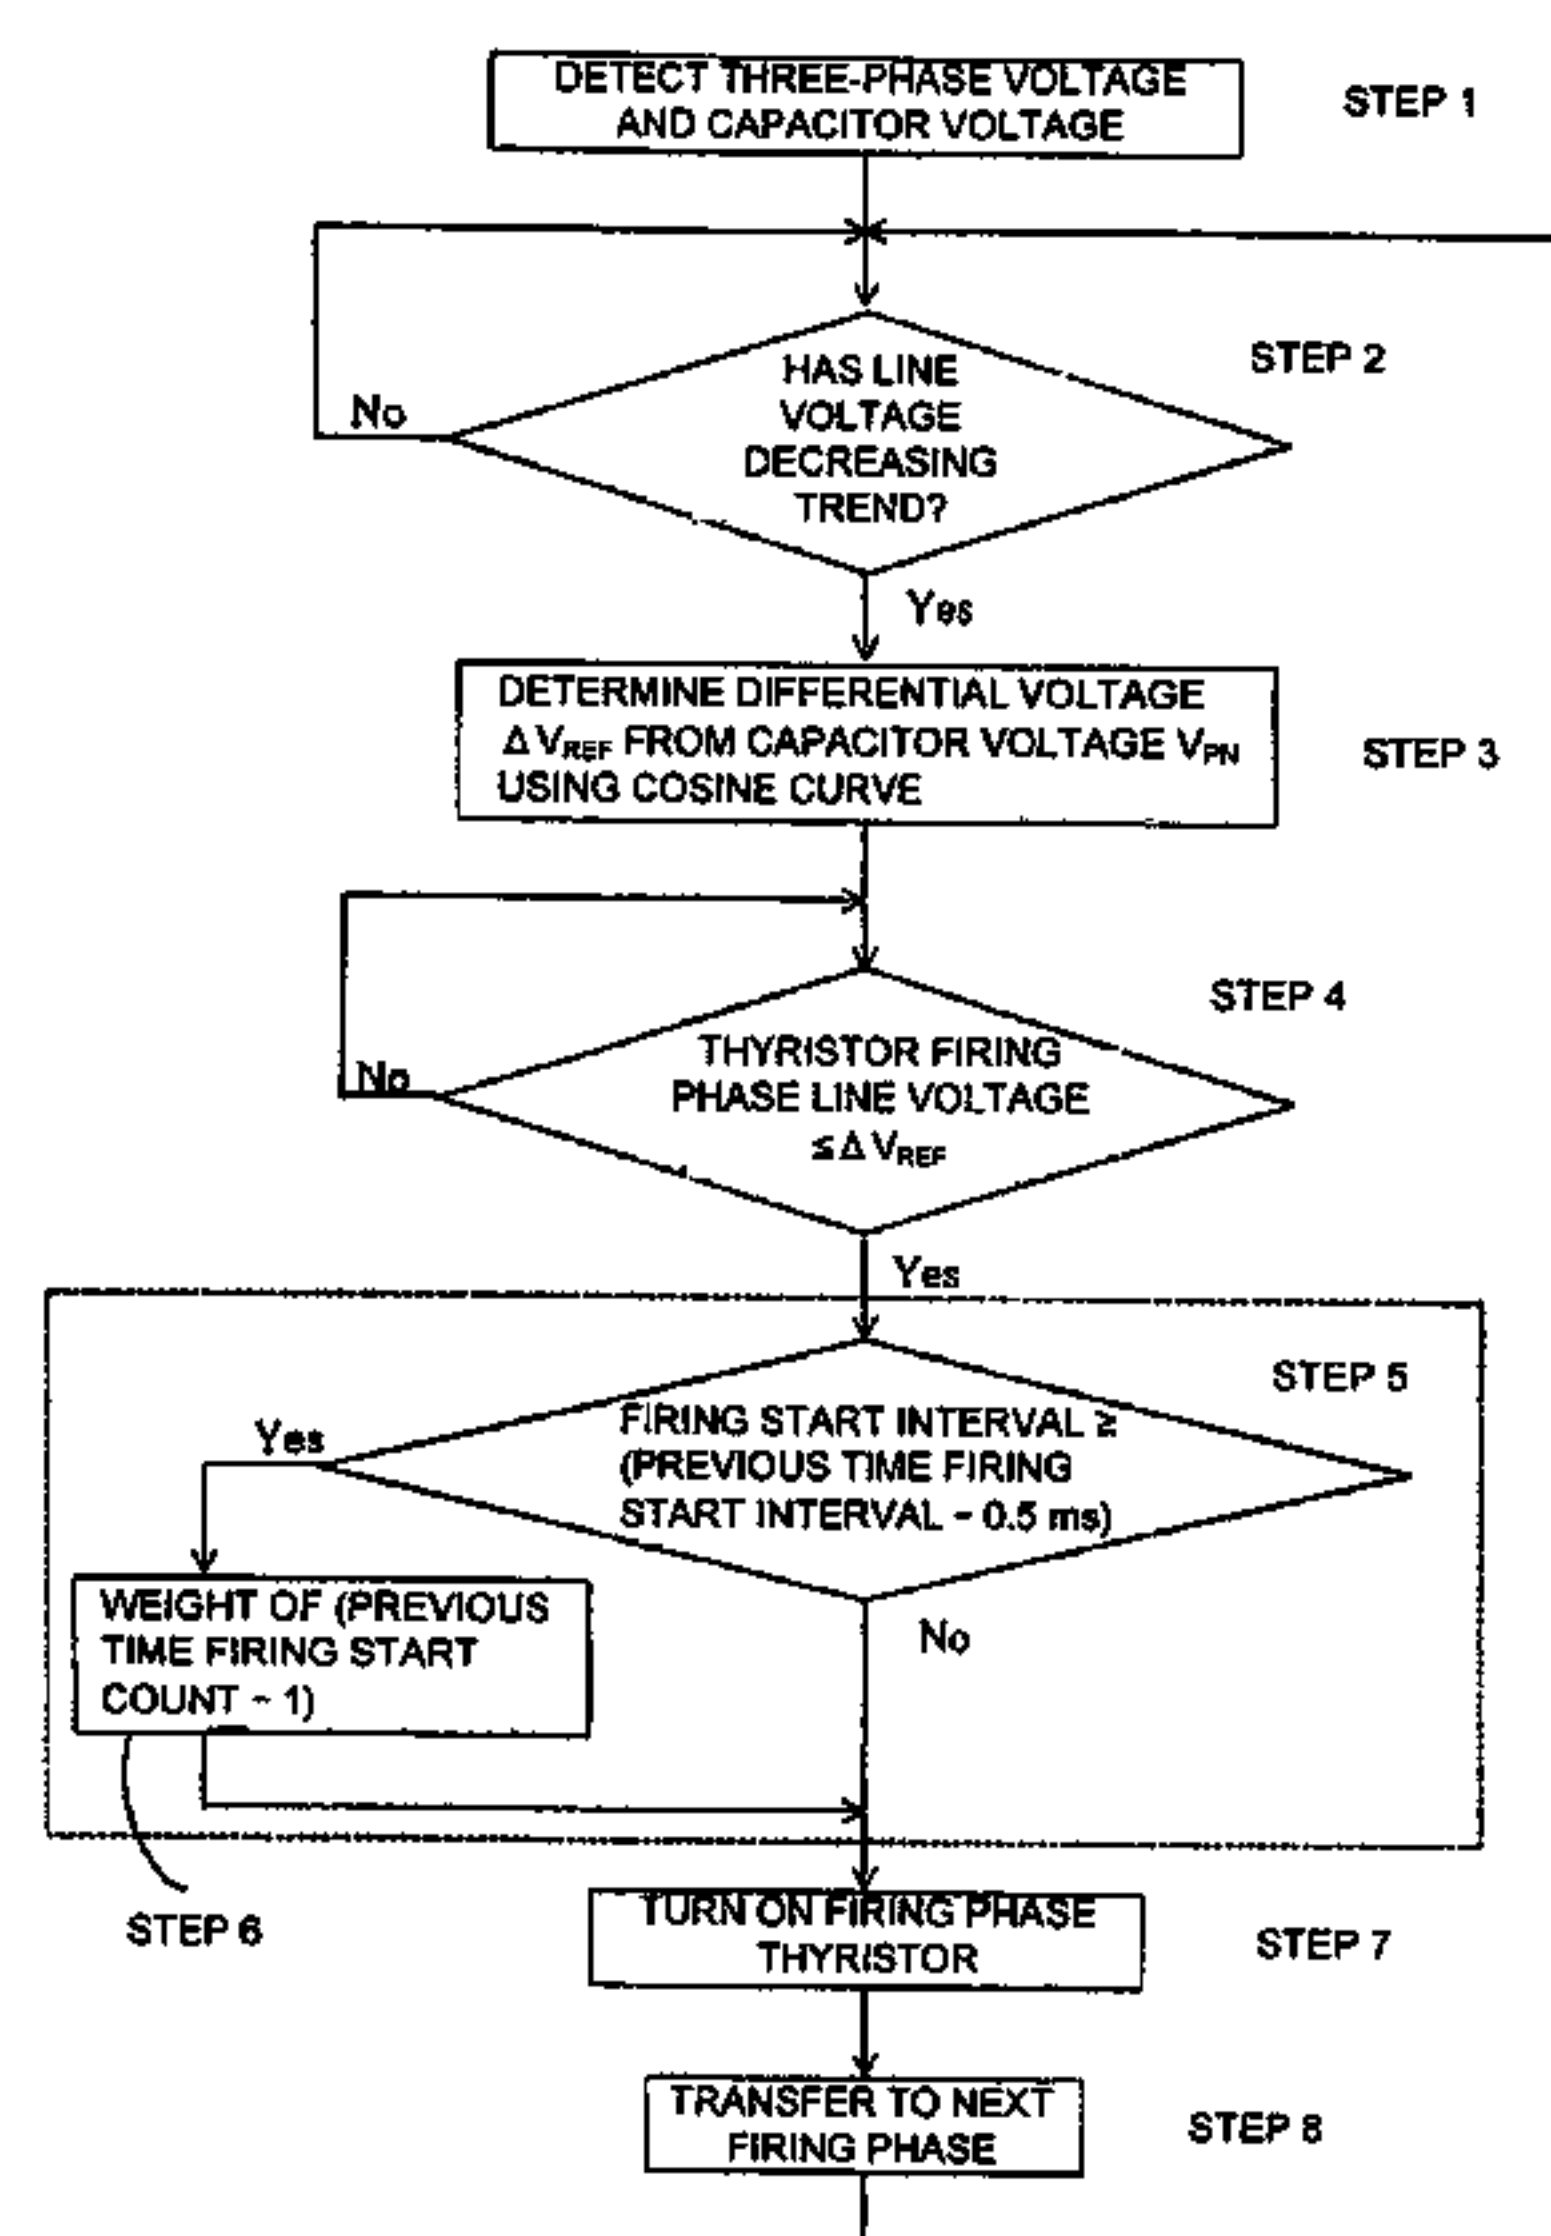 DETECT THREE-PHASE VOLTAGE
AND CAPACITOR VOLTAGE
STEP 1
STEP 2
HAS LINE
VOLTAGE
DECREASING
TREND?
No
Yes
DETERMINE DIFFERENTIAL VOLTAGE
Δ VREF FROM CAPACITOR VOLTAGE VPN
USING COSINE CURVE
STEP 3
STEP 4
THYRISTOR FIRING
PHASE LINE VOLTAGE
≤Δ VREF
No
Yes
STEP 5
FIRING START INTERVAL ≥
(PREVIOUS TIME FIRING
START INTERVAL - 0.5 ms)
Yes
No
WEIGHT OF (PREVIOUS
TIME FIRING START
COUNT - 1)
STEP 6
TURN ON FIRING PHASE
THYRISTOR
STEP 7
TRANSFER TO NEXT
FIRING PHASE
STEP 8